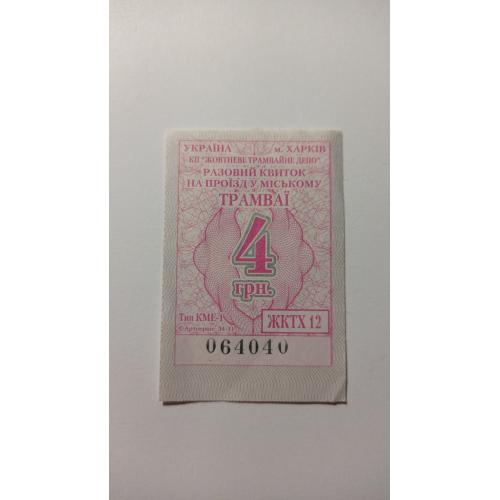 УКРАЇНА м. ХАРКІВ
КП "ЖОВТНЕВЕ ТРАМВАЙНЕ ДЕПО"
РАЗОВИЙ КВИТОК
НА ПРОЇЗД У МІСЬКОМУ
ТРАМВАЇ
4
грн.
Тип КМЕ-1
ЖКТХ 12
064040